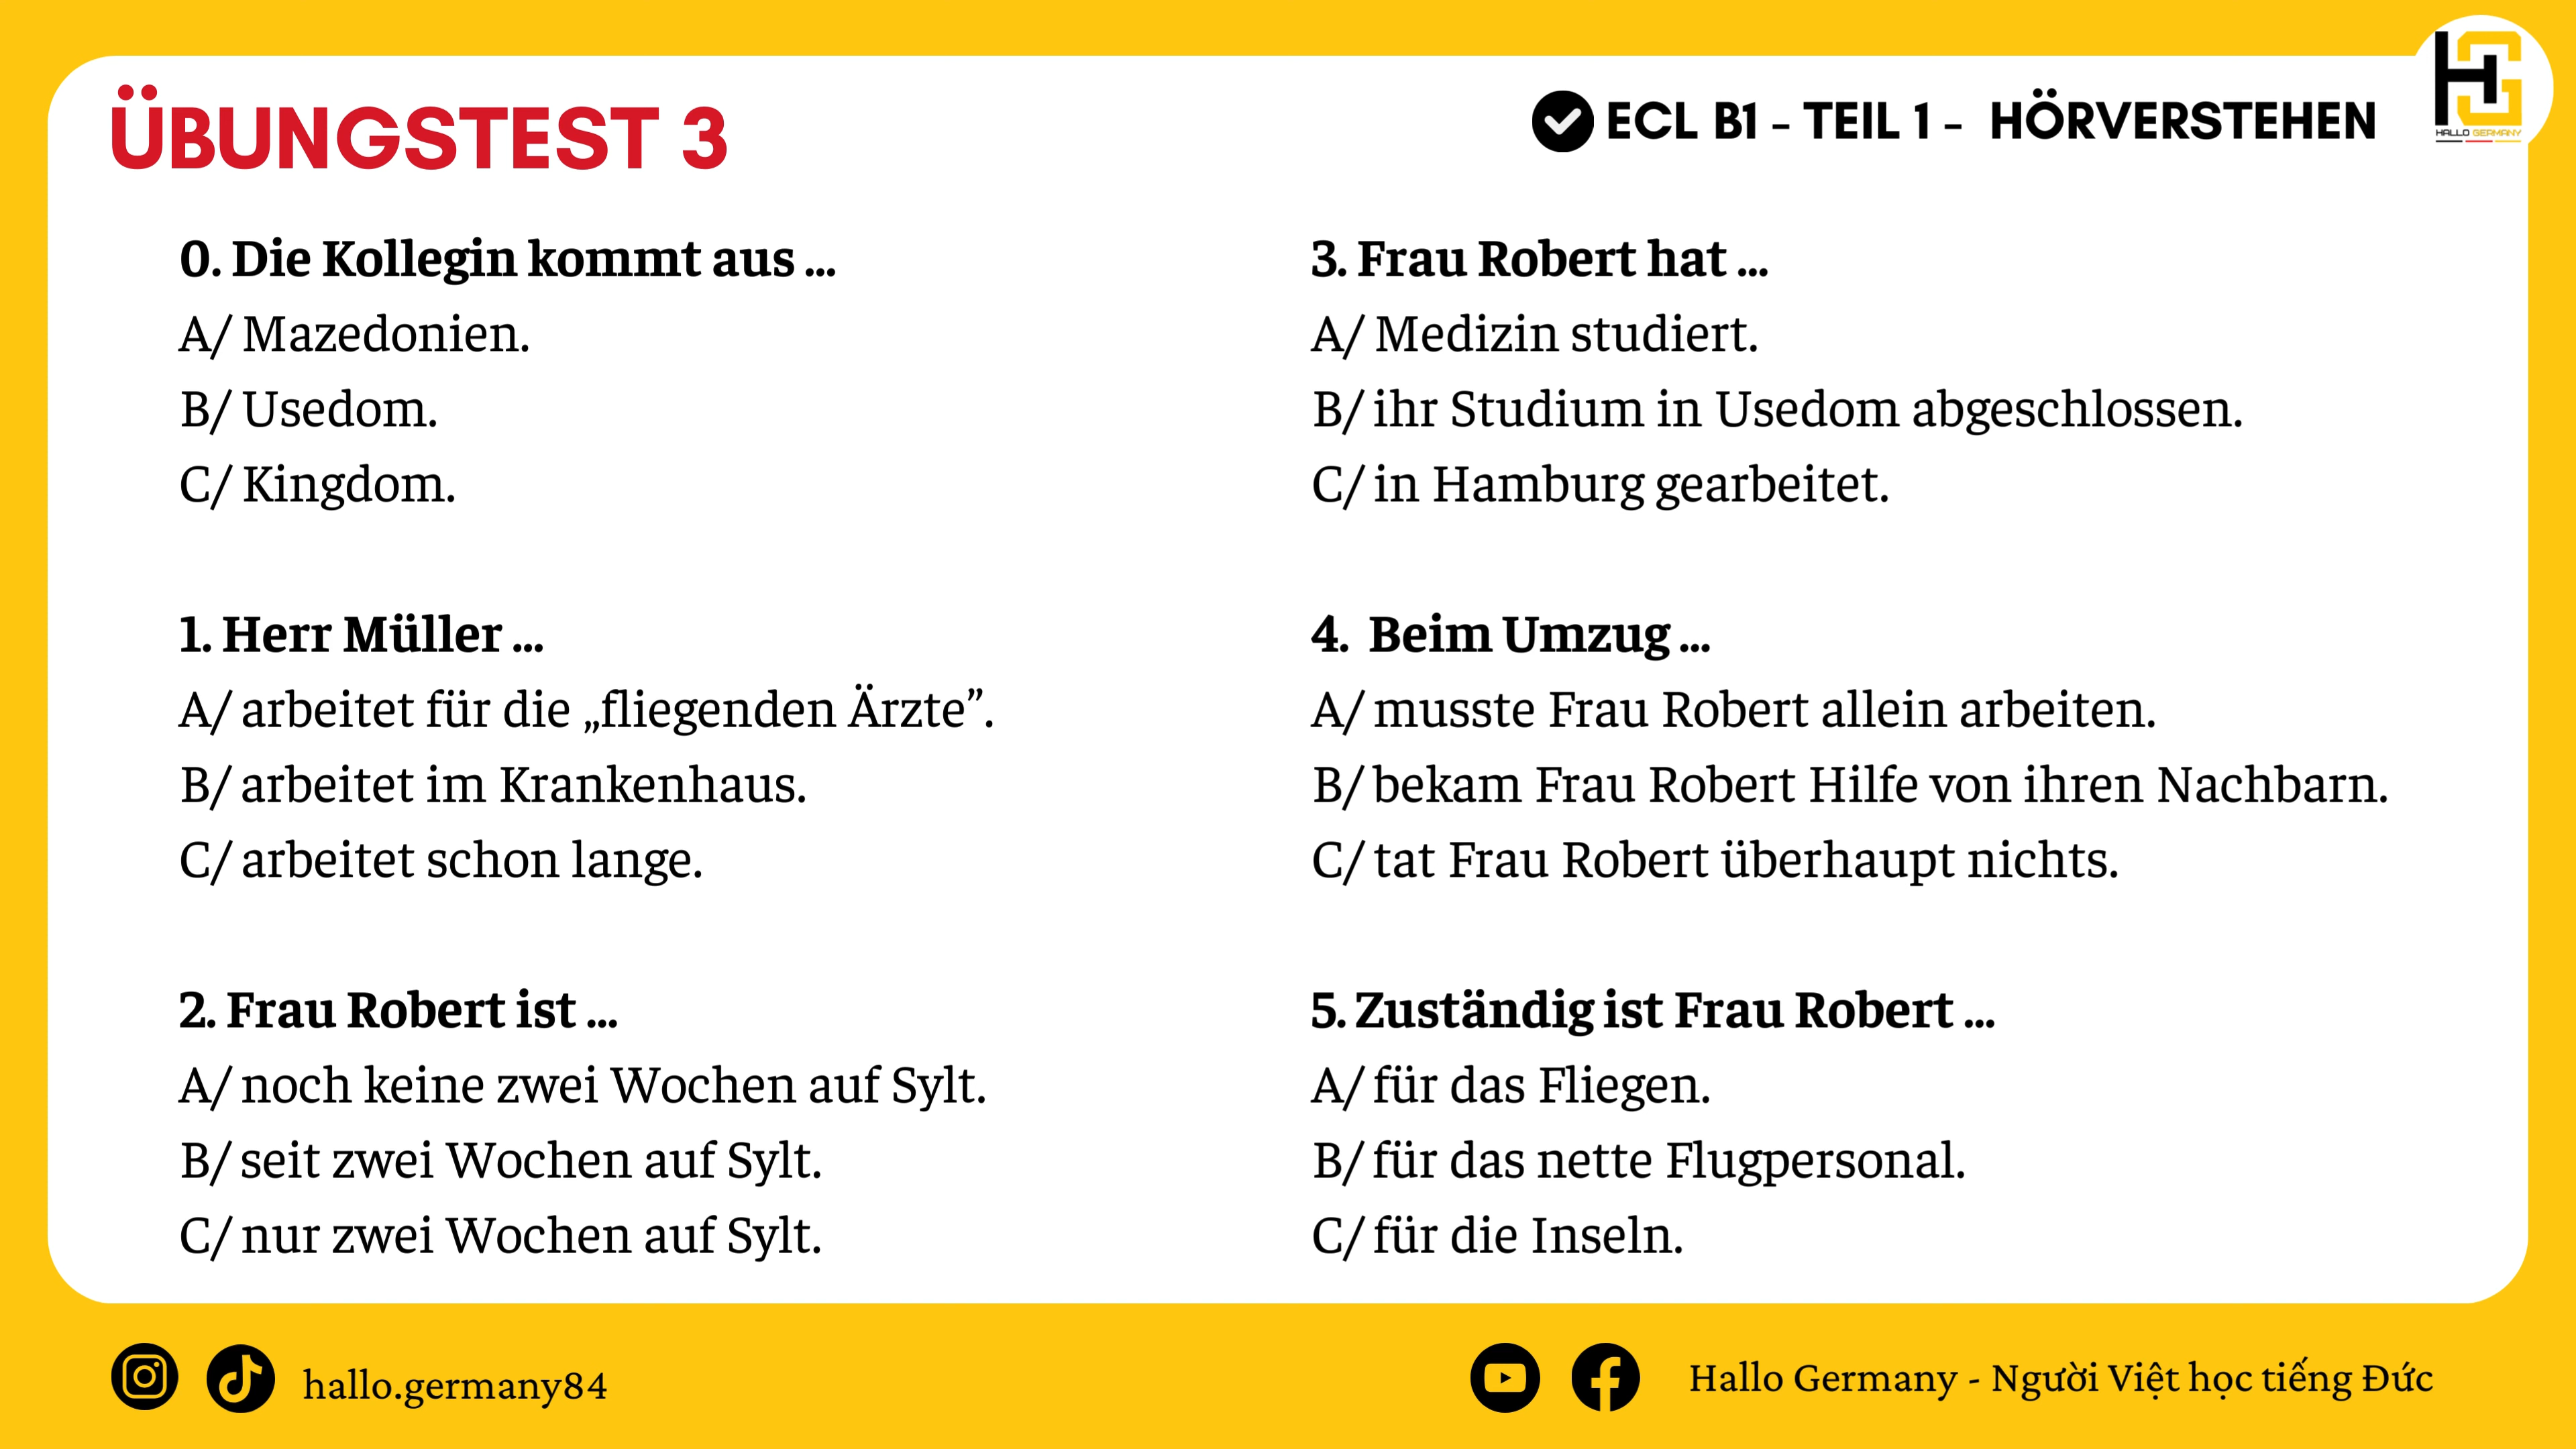 ÜBUNGSTEST 3
ECL B1 - TEIL 1 - HÖRVERSTEHEN
HALLO GERMANY
0. Die Kollegin kommt aus ...
A/ Mazedonien.
B/ Usedom.
C/ Kingdom.
1. Herr Müller ...
A/ arbeitet für die „fliegenden Ärzte”.
B/ arbeitet im Krankenhaus.
C/ arbeitet schon lange.
2. Frau Robert ist ...
A/ noch keine zwei Wochen auf Sylt.
B/ seit zwei Wochen auf Sylt.
C/ nur zwei Wochen auf Sylt.
3. Frau Robert hat ...
A/ Medizin studiert.
B/ ihr Studium in Usedom abgeschlossen.
C/ in Hamburg gearbeitet.
4. Beim Umzug ...
A/ musste Frau Robert allein arbeiten.
B/ bekam Frau Robert Hilfe von ihren Nachbarn.
C/ tat Frau Robert überhaupt nichts.
5. Zuständig ist Frau Robert ...
A/ für das Fliegen.
B/ für das nette Flugpersonal.
C/ für die Inseln.
hallo.germany84
Hallo Germany - Người Việt học tiếng Đức